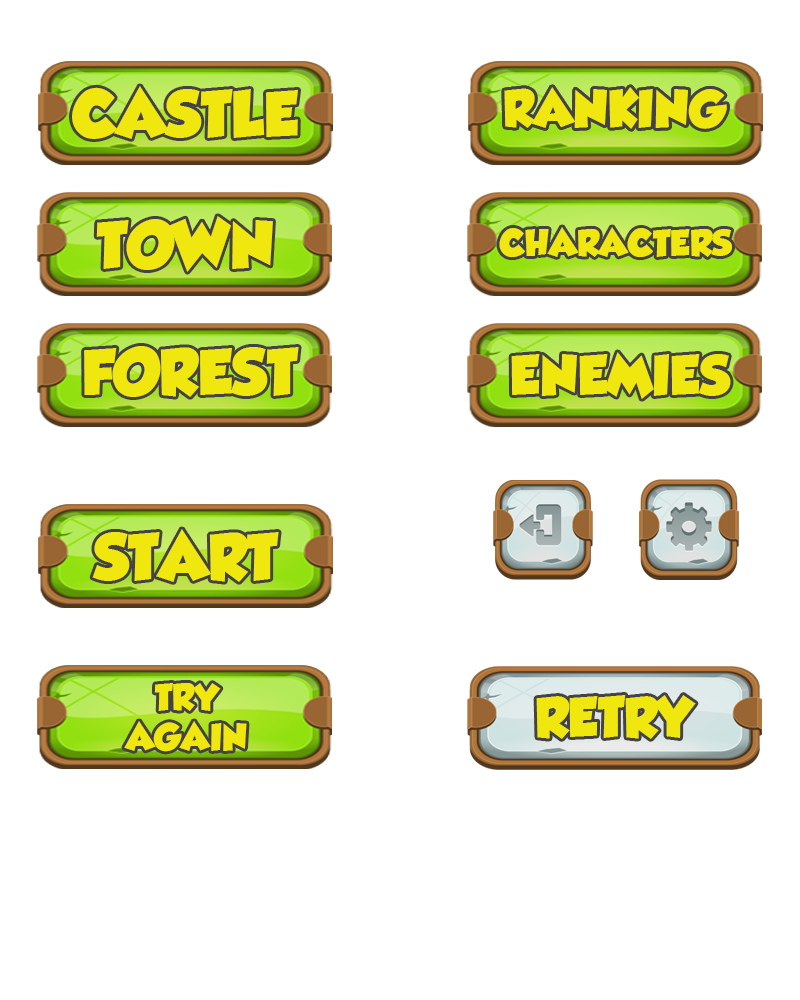 CASTLE
RANKING
TOWN
CHARACTERS
FOREST
ENEMIES
START
TRY
AGAIN
RETRY